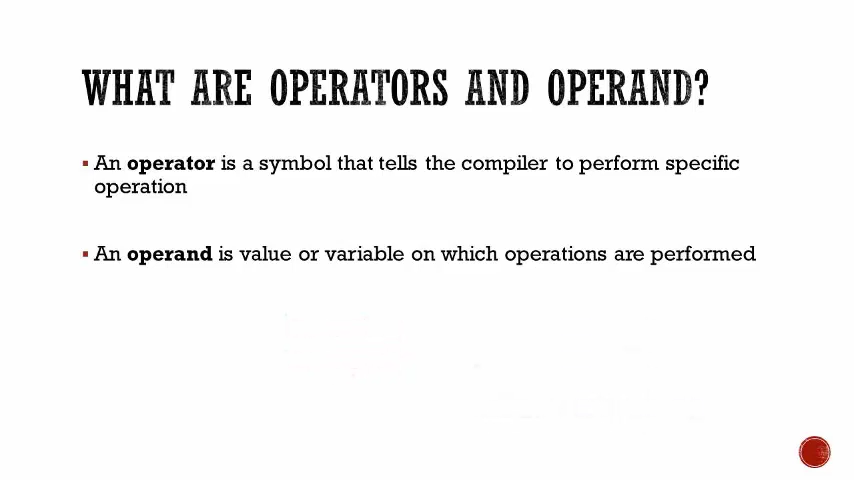 WHAT ARE OPERATORS AND OPERAND?
▪ An operator is a symbol that tells the compiler to perform specific
operation
▪ An operand is value or variable on which operations are performed